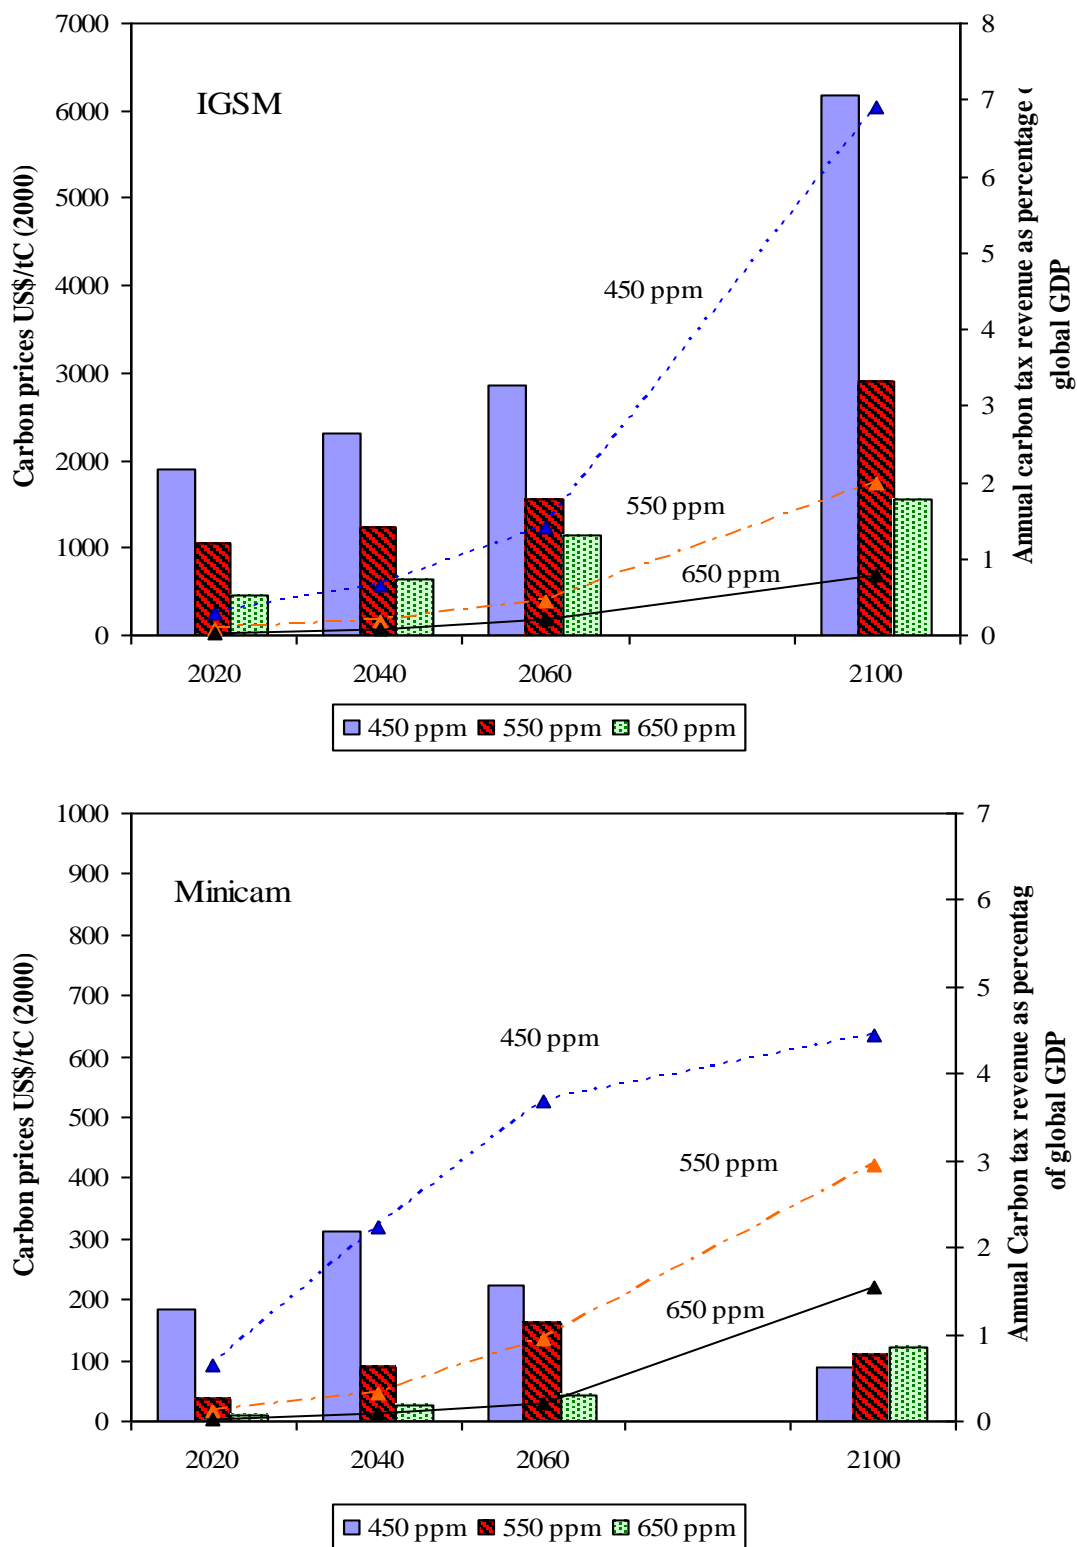 7000
6000
5000
4000
3000
2000
1000
0
Carbon prices US$/tC (2000)
IGSM
450 ppm
550 ppm
650 ppm
8
7
6
5
4
3
2
1
0
Annual carbon tax revenue as percentage
global GDP
2020 2040 2060 2100
450 ppm 550 ppm 650 ppm
1000
900
800
700
600
500
400
300
200
100
0
Carbon prices US$/tC (2000)
Minicam
450 ppm
550 ppm
650 ppm
7
6
5
4
3
2
1
0
Annual Carbon tax revenue as percentag
of global GDP
2020 2040 2060 2100
450 ppm 550 ppm 650 ppm